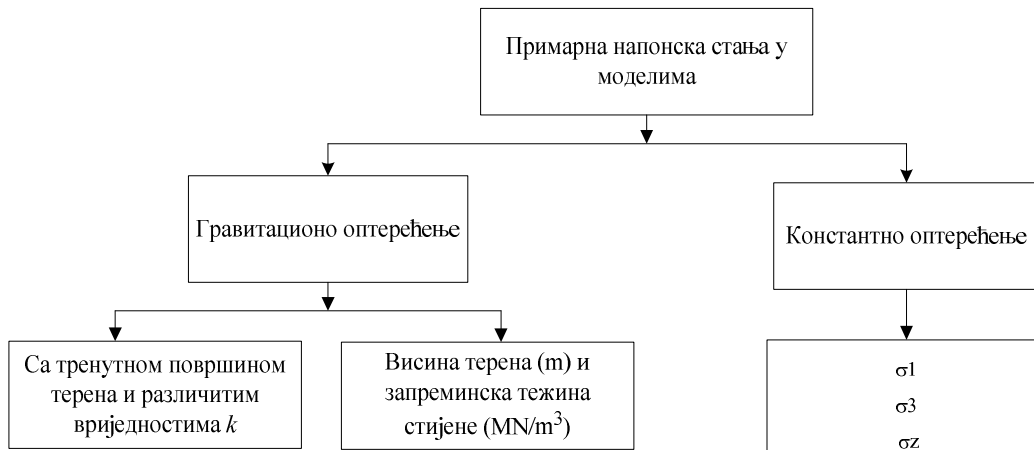 Примарна напонска стања у
моделима
Гравитационо оптерећење
Константно оптерећење
Са тренутном површином
терена и различитим
вриједностима k
Висина терена (m) и
запреминска тежина
стијене (MN/m³)
σ1
σ3
σz